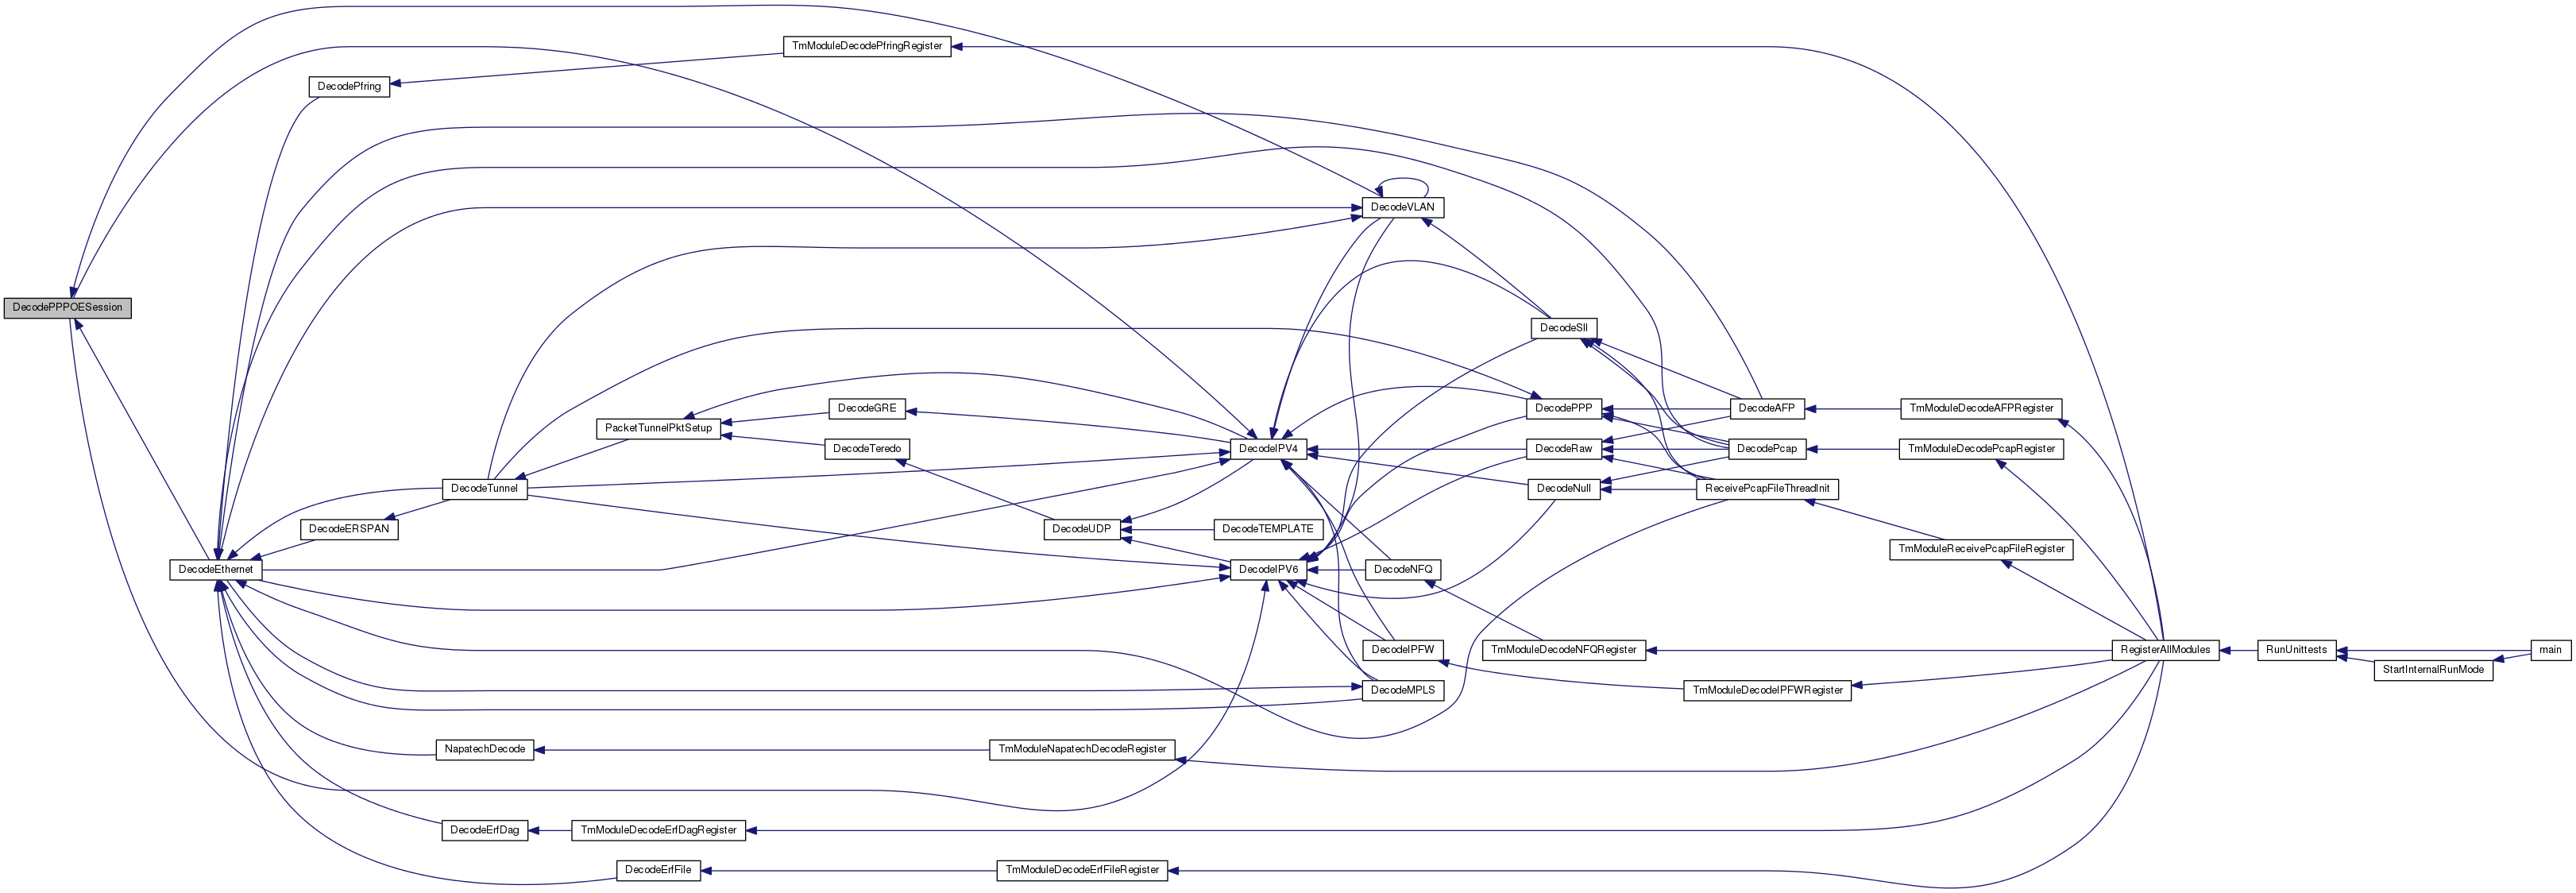 TmModuleDecodePfringRegister
DecodePfring
DecodeVLAN
DecodePPPOESession
DecodeSll
DecodeGRE
DecodePPP
DecodeAFP
TmModuleDecodeAFPRegister
PacketTunnelPktSetup
DecodeTeredo
DecodeIPV4
DecodeRaw
DecodePcap
TmModuleDecodePcapRegister
DecodeTunnel
DecodeNull
ReceivePcapFileThreadInit
DecodeERSPAN
DecodeUDP
DecodeTEMPLATE
TmModuleReceivePcapFileRegister
DecodeEthernet
DecodeIPV6
DecodeNFQ
DecodeIPFW
TmModuleDecodeNFQRegister
RegisterAllModules
RunUnittests
main
StartInternalRunMode
DecodeMPLS
TmModuleDecodeIPFWRegister
NapatechDecode
TmModuleNapatechDecodeRegister
DecodeErfDag
TmModuleDecodeErfDagRegister
DecodeErfFile
TmModuleDecodeErfFileRegister